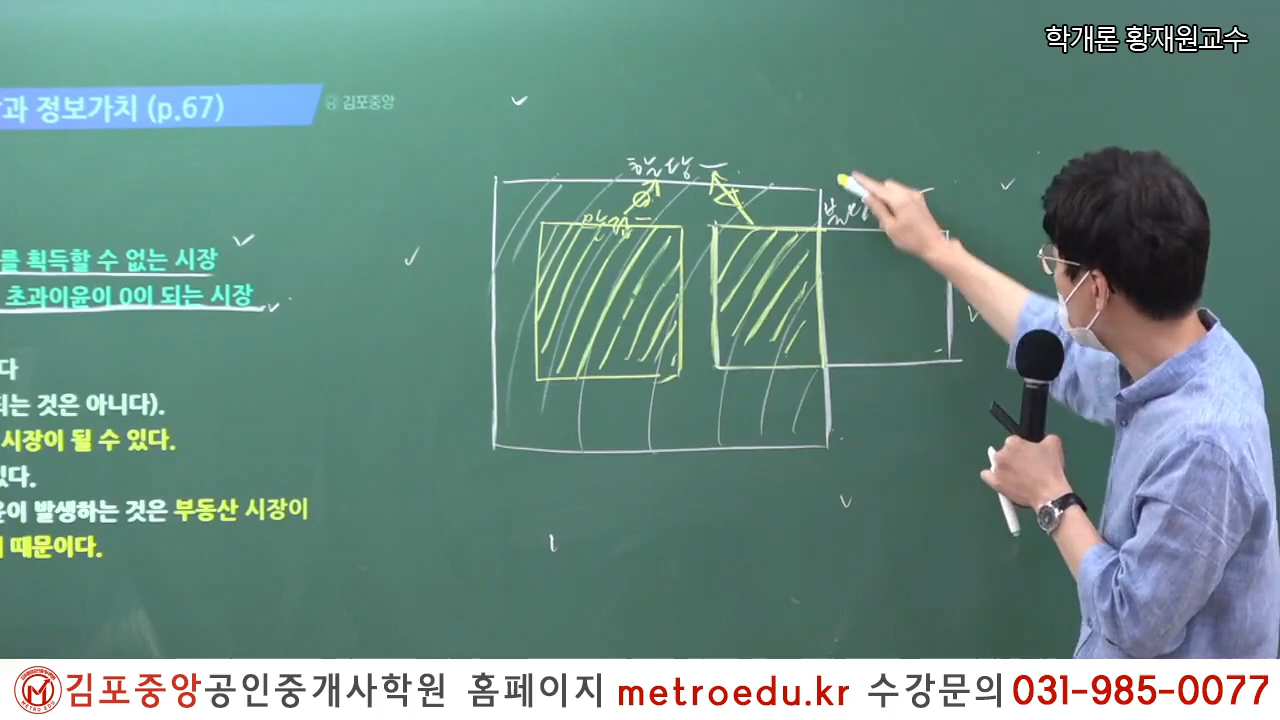 학개론 황재원교수
과 정보가치 (p.67)
김포중앙
할당
를 획득할 수 없는 시장
초과이윤이 0이 되는 시장
다
되는 것은 아니다).
시장이 될 수 있다.
있다.
윤이 발생하는 것은 부동산 시장이
때문이다.
김포중앙공인중개사학원 홈페이지 metroedu.kr 수강문의 031-985-0077
METRO EDU